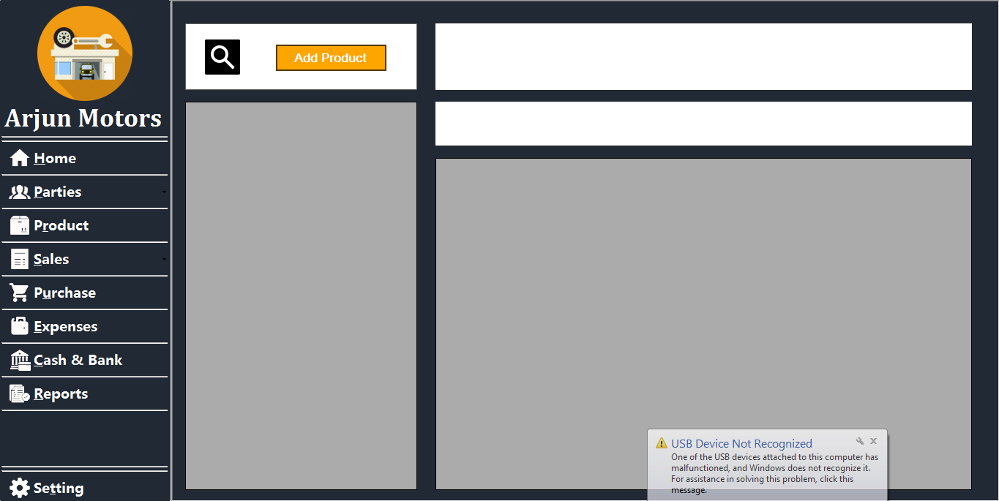 Arjun Motors
Home
Parties
Product
Sales
Purchase
Expenses
Cash & Bank
Reports
Setting
Add Product
USB Device Not Recognized
One of the USB devices attached to this computer has
malfunctioned, and Windows does not recognize it.
For assistance in solving this problem, click this
message.